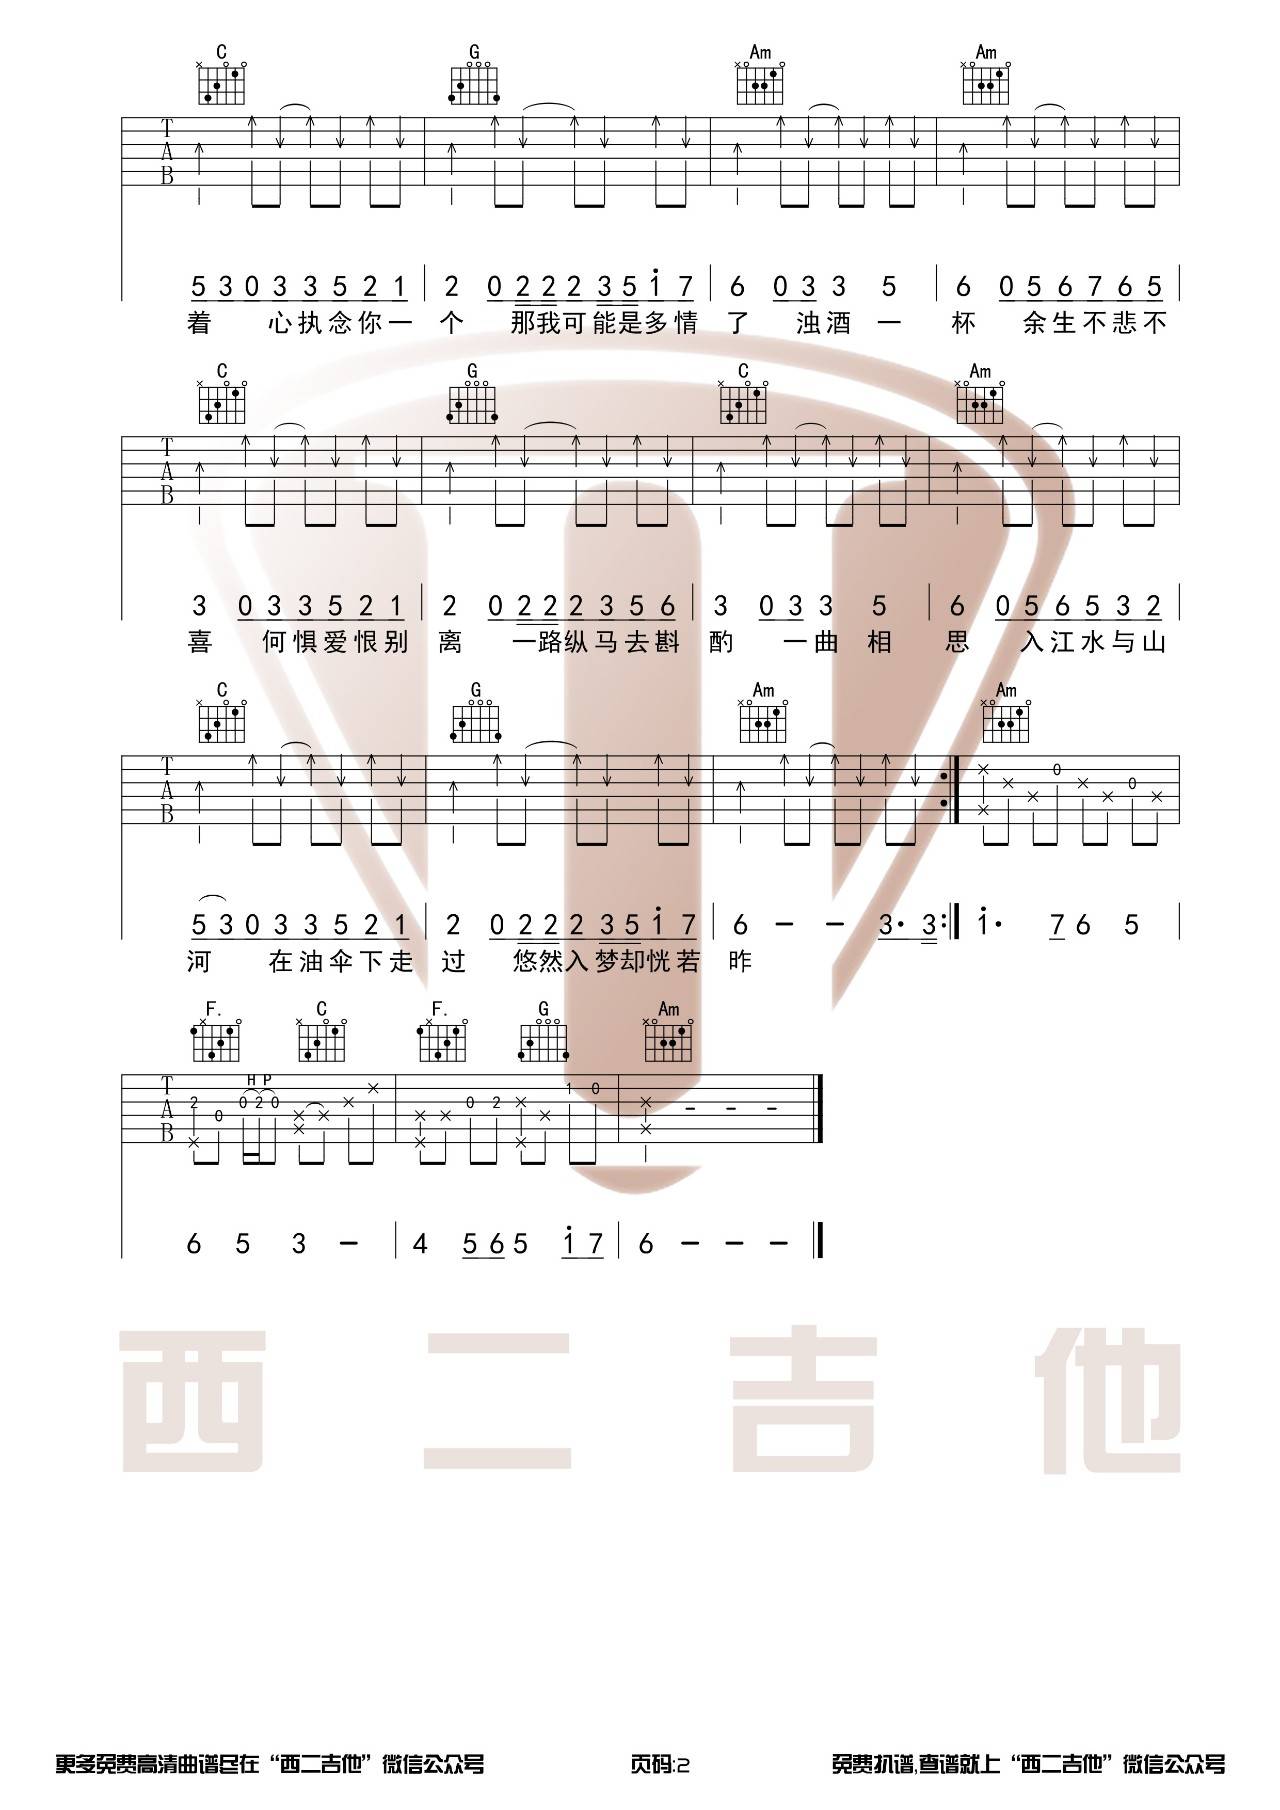 C G Am Am
T A B
5 3 0 3 3 5 2 1 2 0 2 2 2 3 5 1 7 6 0 3 3 5 6 0 5 6 7 6 5
着 心执念你一 个 那我可能是多情 了 浊酒 一 杯 余生不悲不
C G C Am
T A B
3 0 3 3 5 2 1 2 0 2 2 2 3 5 6 3 0 3 3 5 6 0 5 6 5 3 2
喜 何惧爱恨别 离 一路纵马去斟 酌 一曲 相 思 入江水与山
C G Am Am
T A B 0 0
5 3 0 3 3 5 2 1 2 0 2 2 2 3 5 1 7 6 - - 3· 3 1· 7 6 5
河 在油伞下走 过 悠然入梦却恍若 昨
F. C F. G Am
H P
T A B 2 0 0 2 0 0 2 1 0 - - -
6 5 3 - 4 5 6 5 1 7 6 - - -
西二吉他
更多免费高清曲谱尽在“西二吉他”微信公众号 页码:2 免费扒谱,查谱就上“西二吉他”微信公众号